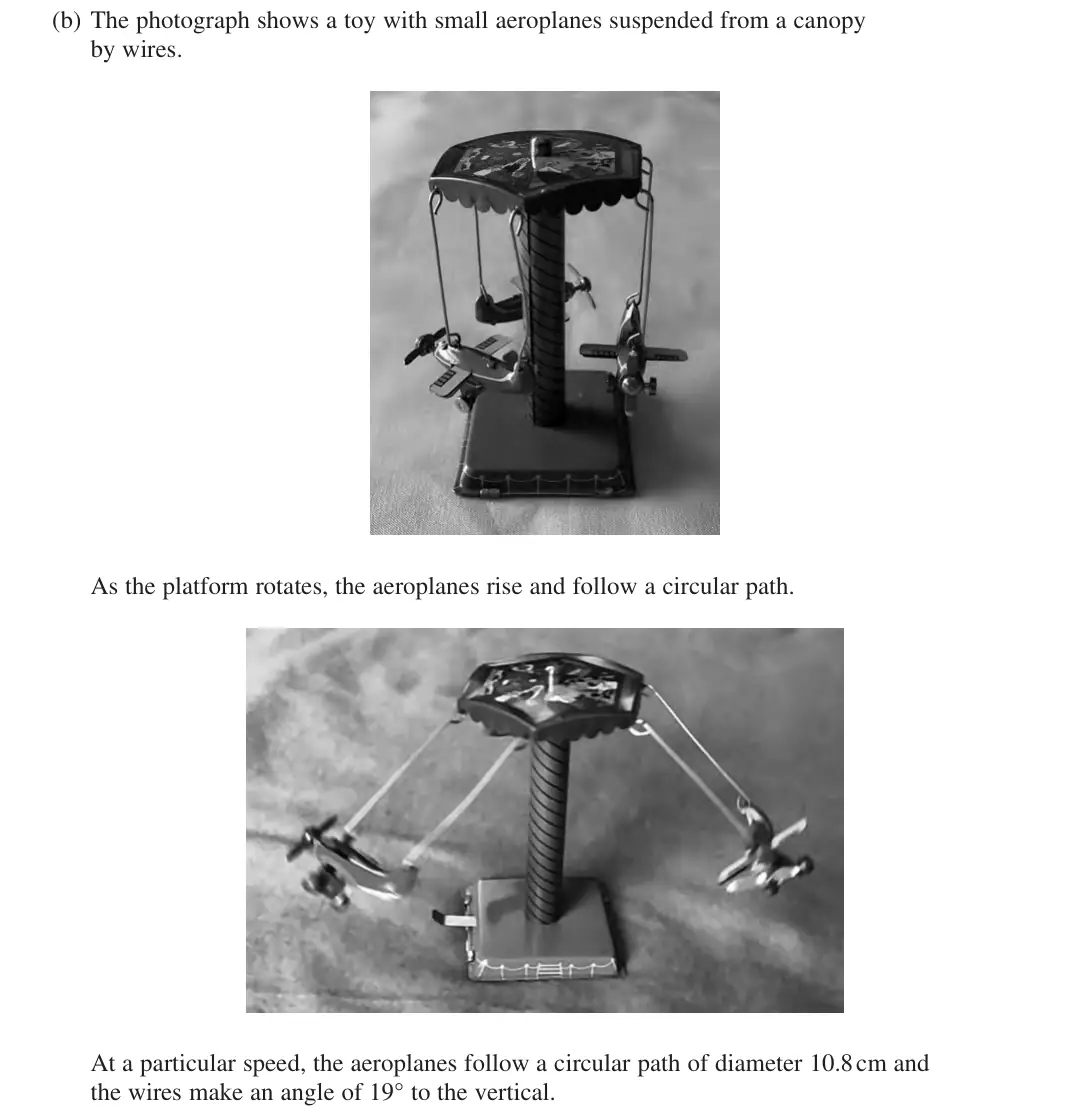 (b) The photograph shows a toy with small aeroplanes suspended from a canopy
by wires.
As the platform rotates, the aeroplanes rise and follow a circular path.
At a particular speed, the aeroplanes follow a circular path of diameter 10.8 cm and
the wires make an angle of 19° to the vertical.